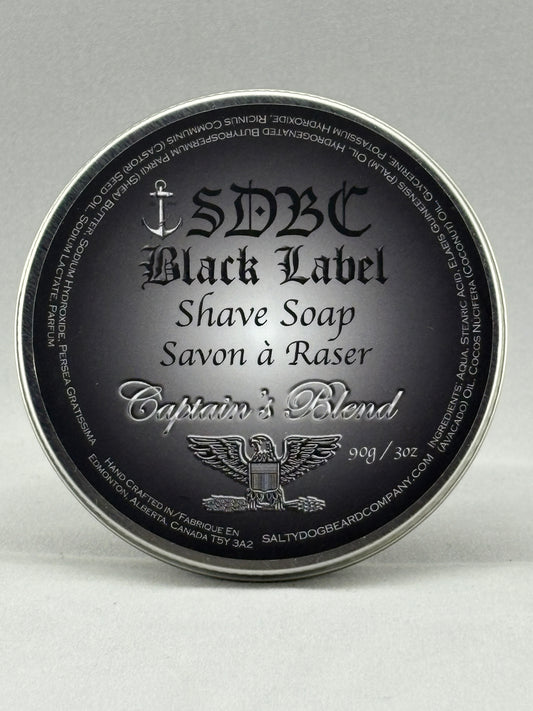 SDBC
Black Label
Shave Soap
Savon à Raser
Captain's Blend
90g / 3oz
Ingredients: Aqua, Stearic Acid, Elaeis Guineensis (Palm) Oil, Hydrogenated Butyrospermum Parkii (Shea) Butter, Sodium Hydroxide, Persea Gratissima
(Avacado) Oil, Cocos Nucifera (Coconut) Oil, Glycerine, Potassium Hydroxide, Ricinus Communis (Castor) Seed Oil, Sodium Lactate, Parfum
Hand Crafted in/Fabrique En
Edmonton, Alberta, Canada T5Y 3A2
saltydogbeardcompany.com